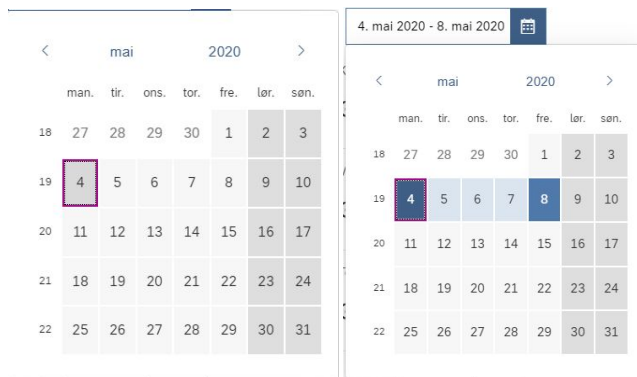 mai 2020
man. tir. ons. tor. fre. lør. søn.
18 27 28 29 30 1 2 3
19 4 5 6 7 8 9 10
20 11 12 13 14 15 16 17
21 18 19 20 21 22 23 24
22 25 26 27 28 29 30 31
4. mai 2020 - 8. mai 2020
mai 2020
man. tir. ons. tor. fre. lør. søn.
18 27 28 29 30 1 2 3
19 4 5 6 7 8 9 10
20 11 12 13 14 15 16 17
21 18 19 20 21 22 23 24
22 25 26 27 28 29 30 31